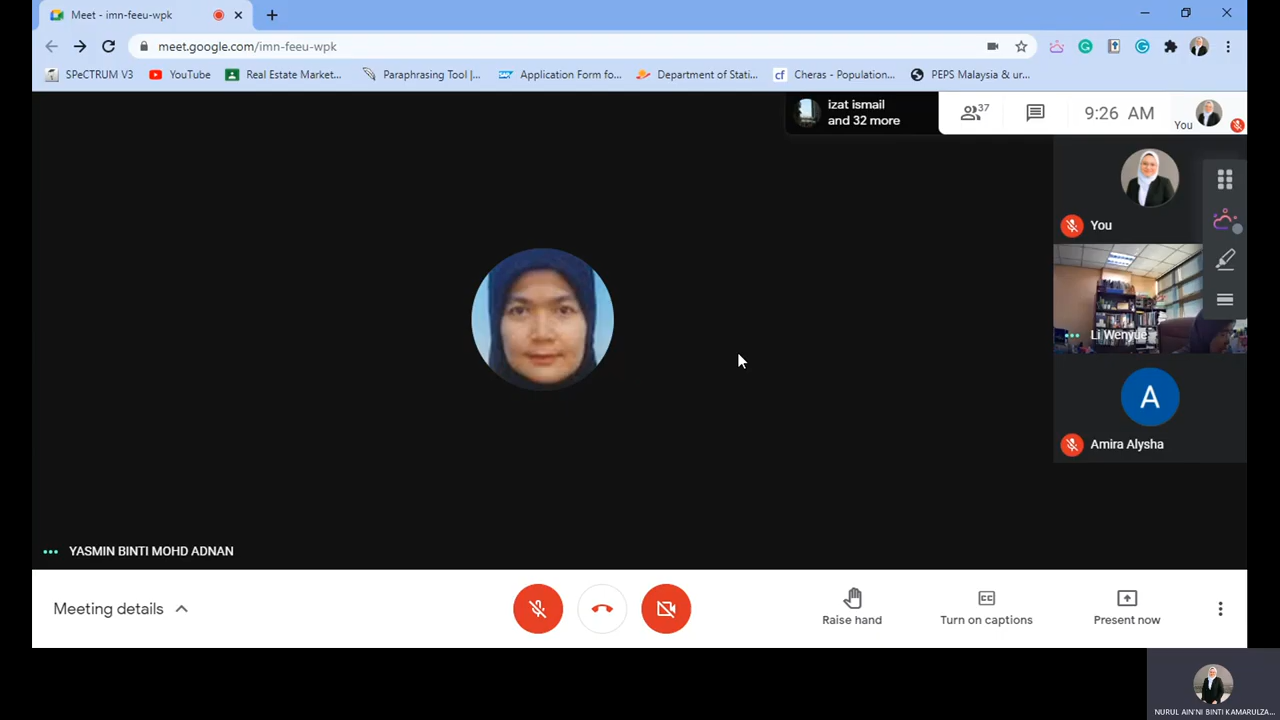 Meet - imn-feeu-wpk
meet.google.com/imn-feeu-wpk
SPeCTRUM V3
YouTube
Real Estate Market...
Paraphrasing Tool |...
Application Form fo...
Department of Stati...
cf Cheras - Population...
PEPS Malaysia & ur...
izat ismail
and 32 more
37
9:26 AM
You
You
Li Wenyue
A
Amira Alysha
YASMIN BINTI MOHD ADNAN
Meeting details
Raise hand
CC
Turn on captions
Present now
NURUL AIN'NI BINTI KAMARULZA...